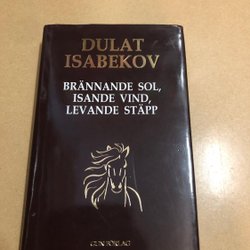 DULAT
ISABEKOV
BRÄNNANDE SOL,
ISANDE VIND,
LEVANDE STÄPP